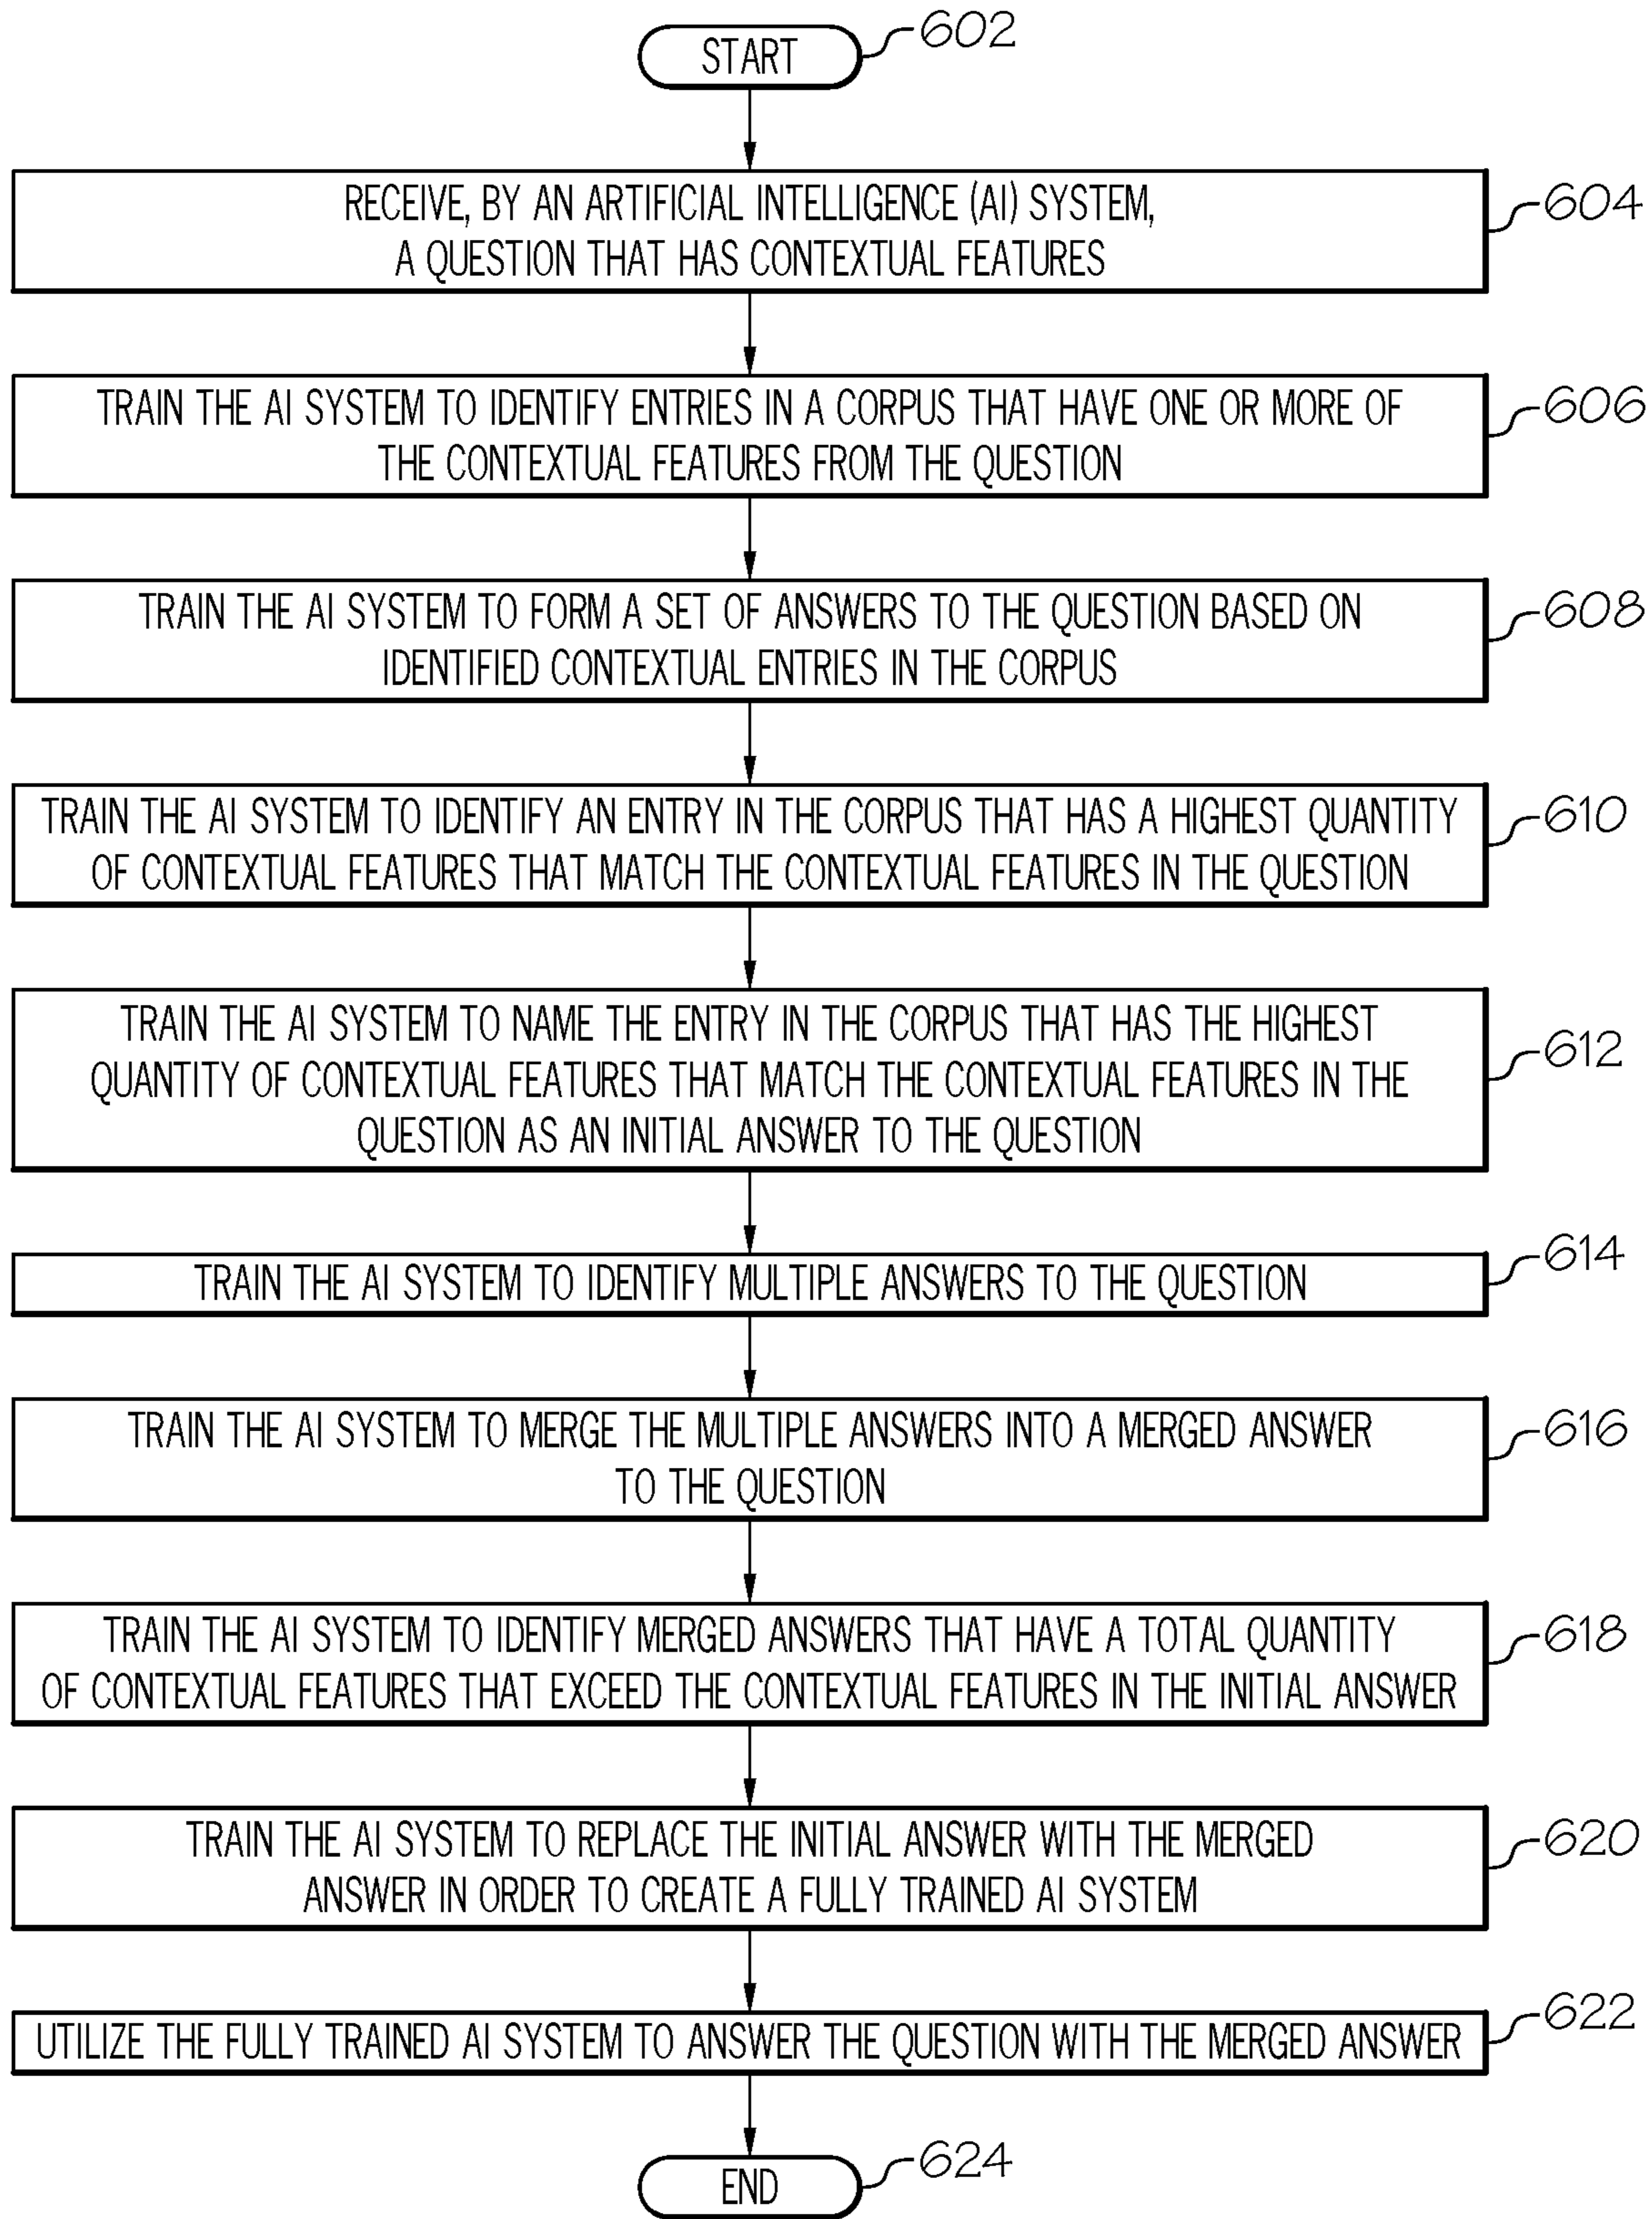 START
602
RECEIVE, BY AN ARTIFICIAL INTELLIGENCE (AI) SYSTEM,
A QUESTION THAT HAS CONTEXTUAL FEATURES
604
TRAIN THE AI SYSTEM TO IDENTIFY ENTRIES IN A CORPUS THAT HAVE ONE OR MORE OF
THE CONTEXTUAL FEATURES FROM THE QUESTION
606
TRAIN THE AI SYSTEM TO FORM A SET OF ANSWERS TO THE QUESTION BASED ON
IDENTIFIED CONTEXTUAL ENTRIES IN THE CORPUS
608
TRAIN THE AI SYSTEM TO IDENTIFY AN ENTRY IN THE CORPUS THAT HAS A HIGHEST QUANTITY
OF CONTEXTUAL FEATURES THAT MATCH THE CONTEXTUAL FEATURES IN THE QUESTION
610
TRAIN THE AI SYSTEM TO NAME THE ENTRY IN THE CORPUS THAT HAS THE HIGHEST
QUANTITY OF CONTEXTUAL FEATURES THAT MATCH THE CONTEXTUAL FEATURES IN THE
QUESTION AS AN INITIAL ANSWER TO THE QUESTION
612
TRAIN THE AI SYSTEM TO IDENTIFY MULTIPLE ANSWERS TO THE QUESTION
614
TRAIN THE AI SYSTEM TO MERGE THE MULTIPLE ANSWERS INTO A MERGED ANSWER
TO THE QUESTION
616
TRAIN THE AI SYSTEM TO IDENTIFY MERGED ANSWERS THAT HAVE A TOTAL QUANTITY
OF CONTEXTUAL FEATURES THAT EXCEED THE CONTEXTUAL FEATURES IN THE INITIAL ANSWER
618
TRAIN THE AI SYSTEM TO REPLACE THE INITIAL ANSWER WITH THE MERGED
ANSWER IN ORDER TO CREATE A FULLY TRAINED AI SYSTEM
620
UTILIZE THE FULLY TRAINED AI SYSTEM TO ANSWER THE QUESTION WITH THE MERGED ANSWER
622
END
624